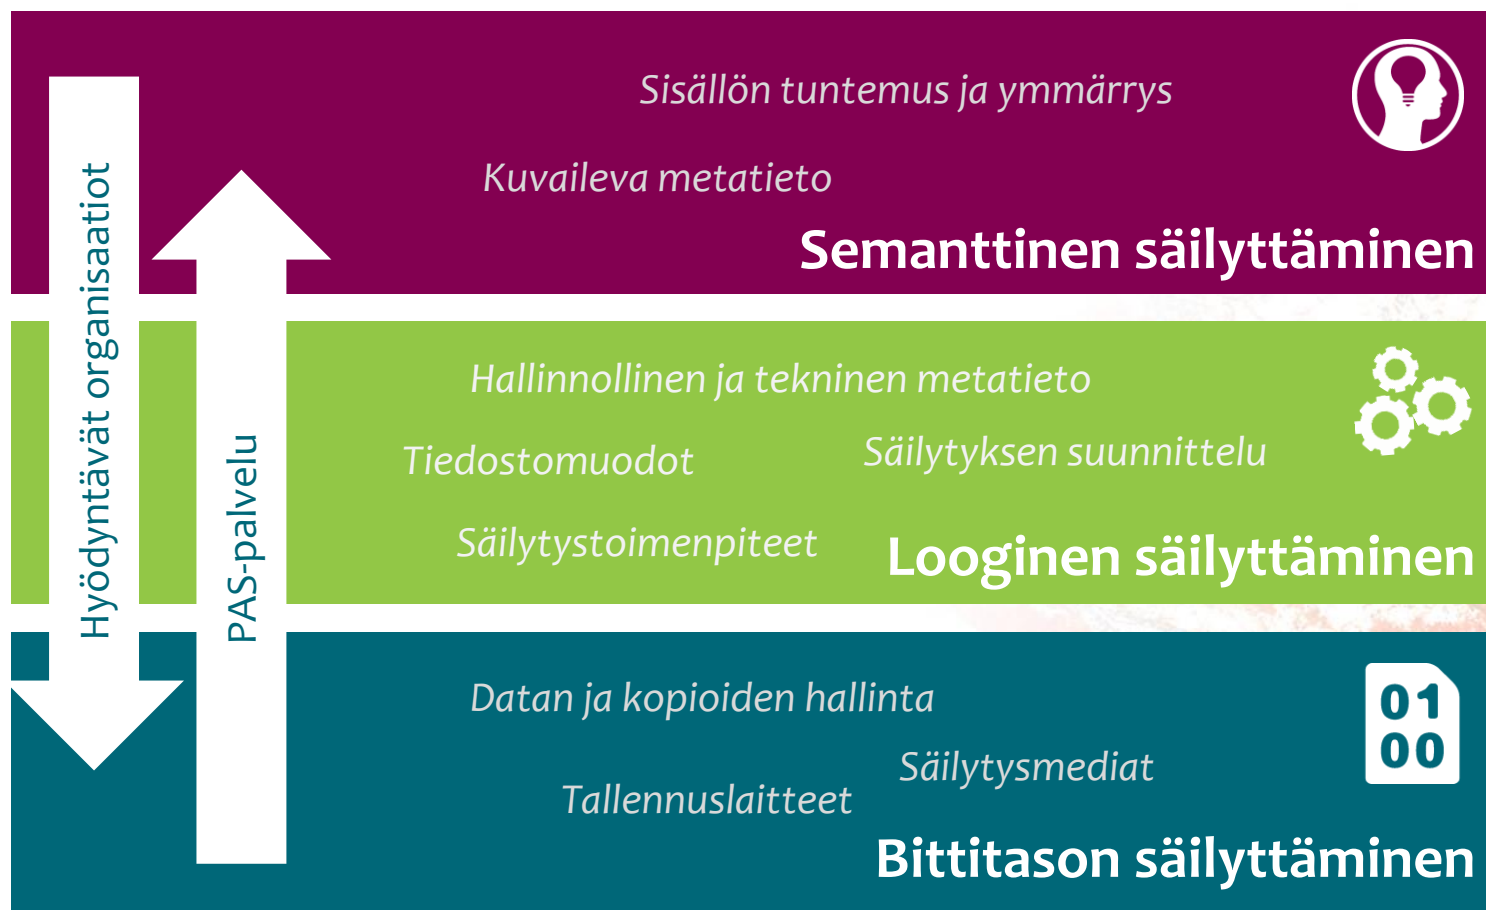 Sisällön tuntemus ja ymmärrys
Kuvaileva metatieto
Semanttinen säilyttäminen
Hyödyntävät organisaatiot
PAS-palvelu
Hallinnollinen ja tekninen metatieto
Tiedostomuodot
Säilytyksen suunnittelu
Säilytystoimenpiteet
Looginen säilyttäminen
Datan ja kopioiden hallinta
Säilytysmediat
Tallennuslaitteet
Bittitason säilyttäminen
01
00